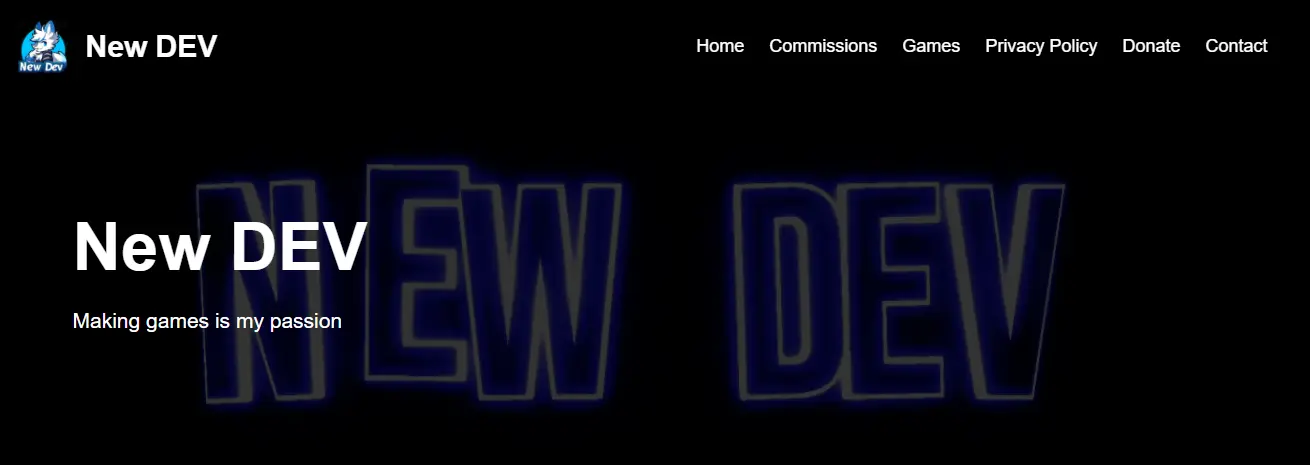 New Dev
New DEV
Home Commissions Games Privacy Policy Donate Contact
NEW DEV
New DEV
Making games is my passion